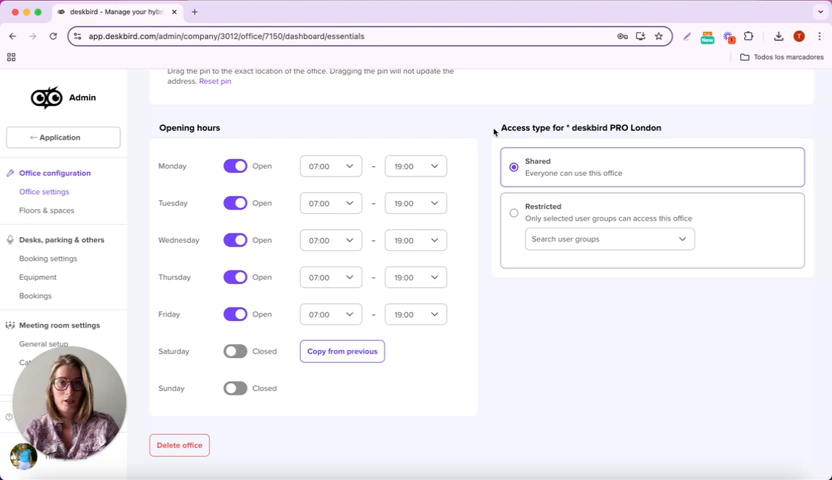 deskbird - Manage your hyb
app.deskbird.com/admin/company/3012/office/7150/dashboard/essentials
New
T
Todos los marcadores
Admin
← Application
Office configuration
Office settings
Floors & spaces
Desks, parking & others
Booking settings
Equipment
Bookings
Meeting room settings
General setup
Drag the pin to the exact location of the office. Dragging the pin will not update the
address. Reset pin
Opening hours
Monday Open 07:00 - 19:00
Tuesday Open 07:00 - 19:00
Wednesday Open 07:00 - 19:00
Thursday Open 07:00 - 19:00
Friday Open 07:00 - 19:00
Saturday Closed Copy from previous
Sunday Closed
Delete office
Access type for * deskbird PRO London
Shared
Everyone can use this office
Restricted
Only selected user groups can access this office
Search user groups